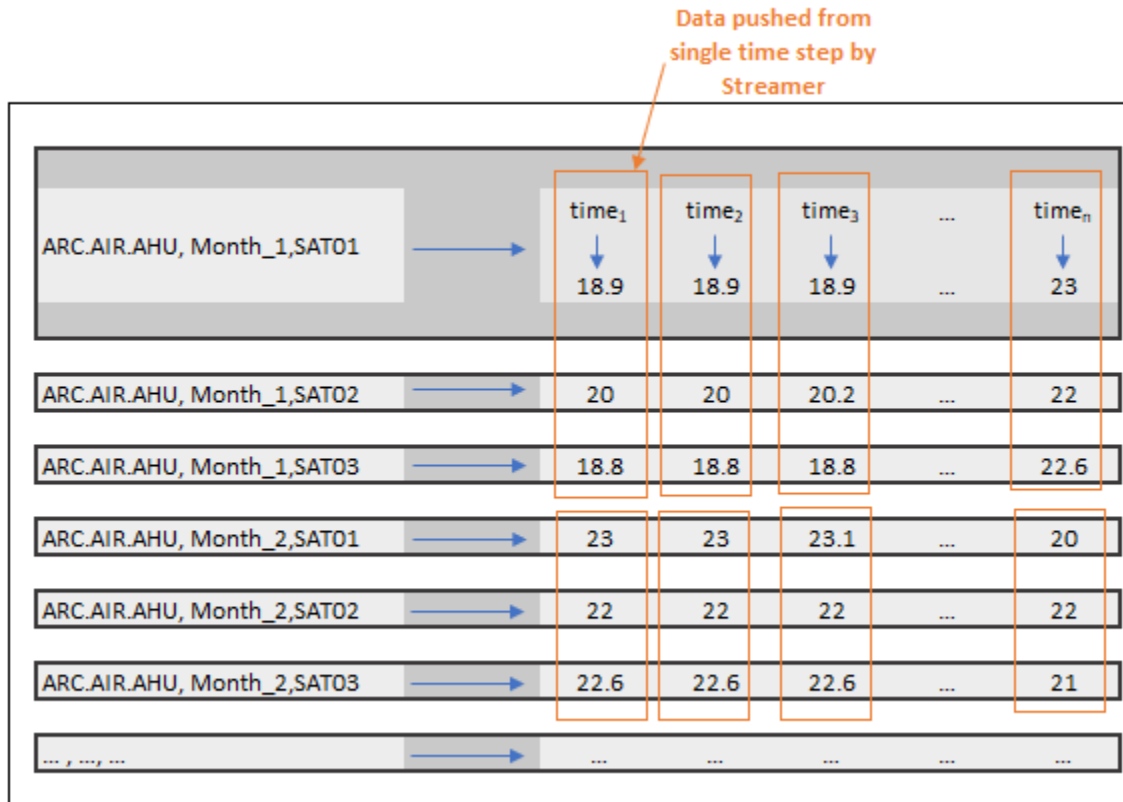 Data pushed from
single time step by
Streamer
time₁ time₂ time₃ ... timeₙ
ARC.AIR.AHU, Month_1,SAT01
18.9 18.9 18.9 ... 23
ARC.AIR.AHU, Month_1,SAT02 20 20 20.2 ... 22
ARC.AIR.AHU, Month_1,SAT03 18.8 18.8 18.8 ... 22.6
ARC.AIR.AHU, Month_2,SAT01 23 23 23.1 ... 20
ARC.AIR.AHU, Month_2,SAT02 22 22 22 ... 22
ARC.AIR.AHU, Month_2,SAT03 22.6 22.6 22.6 ... 21
... , ..., ... ... ... ... ... ...